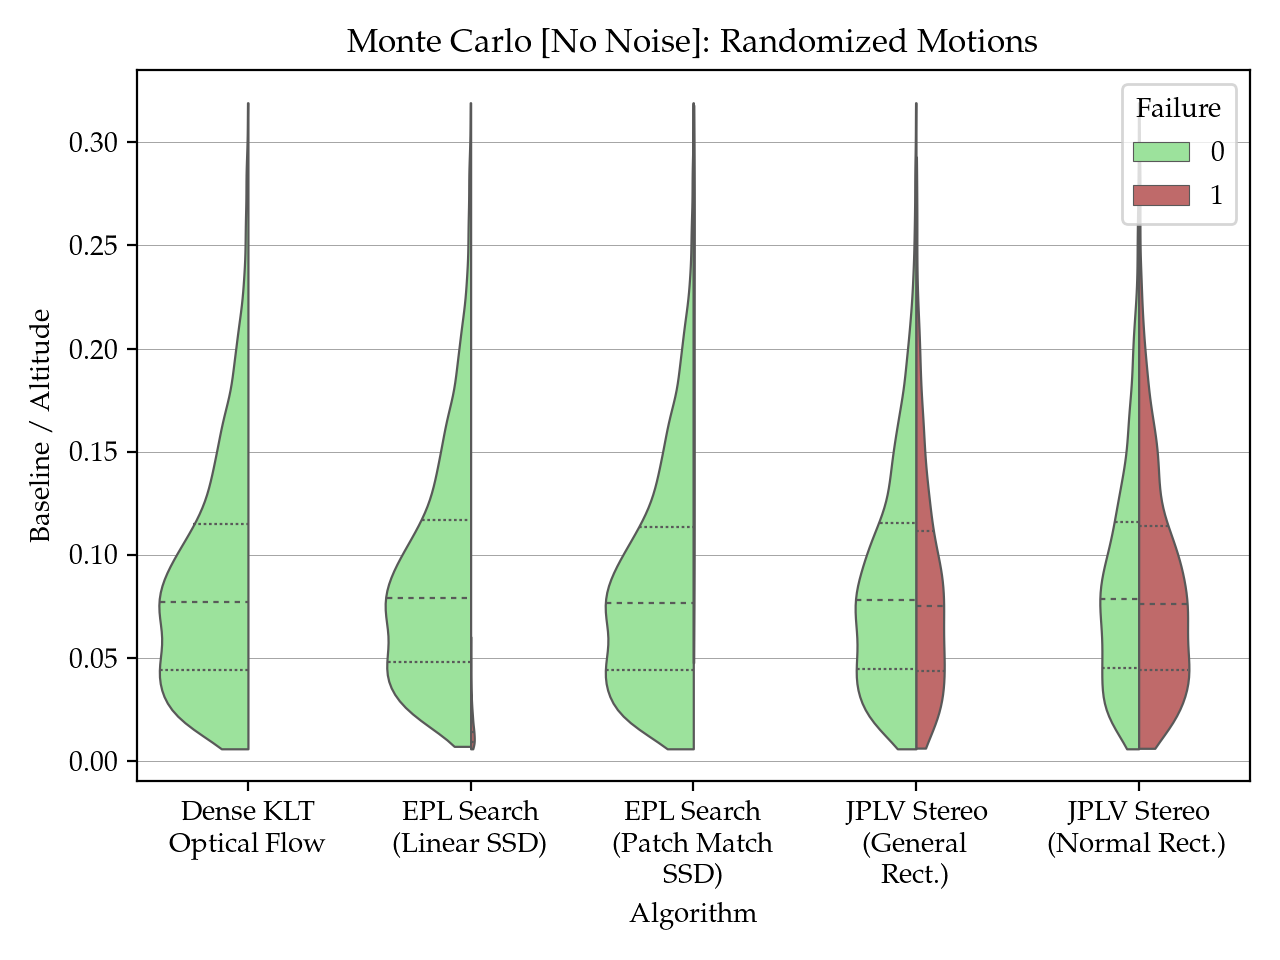 Monte Carlo [No Noise]: Randomized Motions
Failure
0
1
0.30
0.25
0.20
0.15
0.10
0.05
0.00
Baseline / Altitude
Dense KLT
Optical Flow
EPL Search
(Linear SSD)
EPL Search
(Patch Match
SSD)
JPLV Stereo
(General
Rect.)
JPLV Stereo
(Normal Rect.)
Algorithm